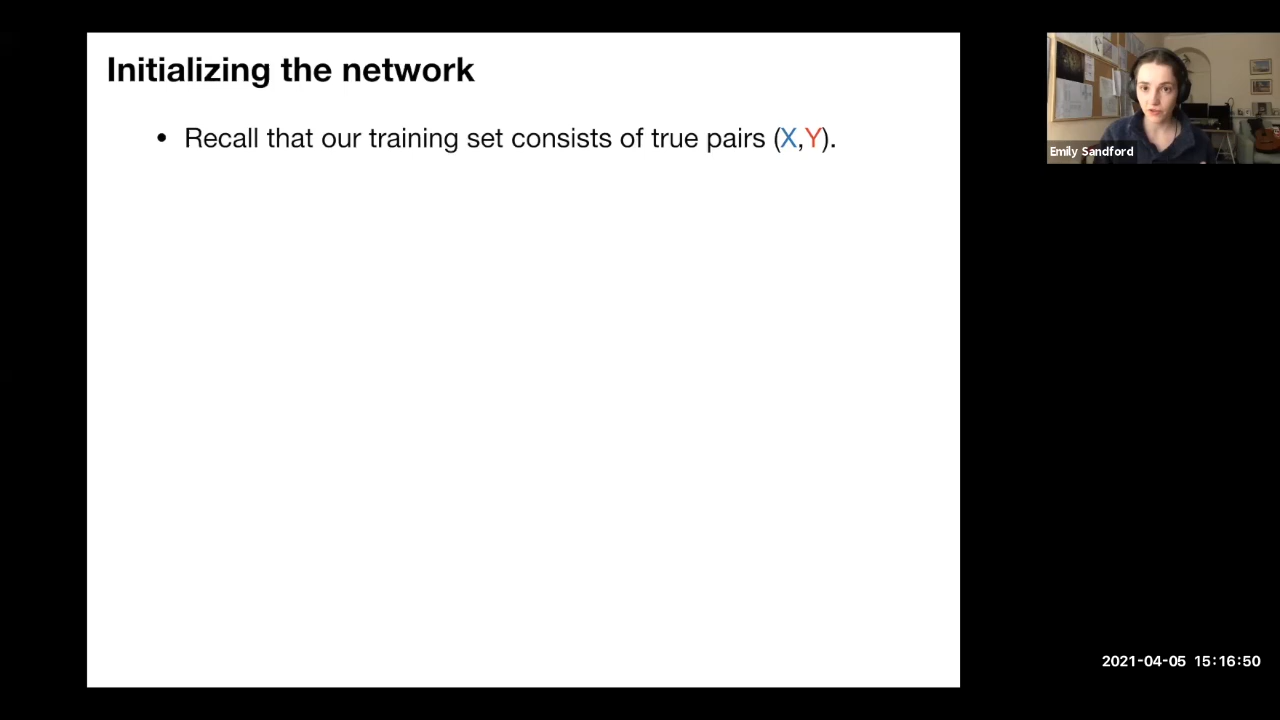 Initializing the network
• Recall that our training set consists of true pairs (X,Y).
Emily Sandford
2021-04-05 15:16:50